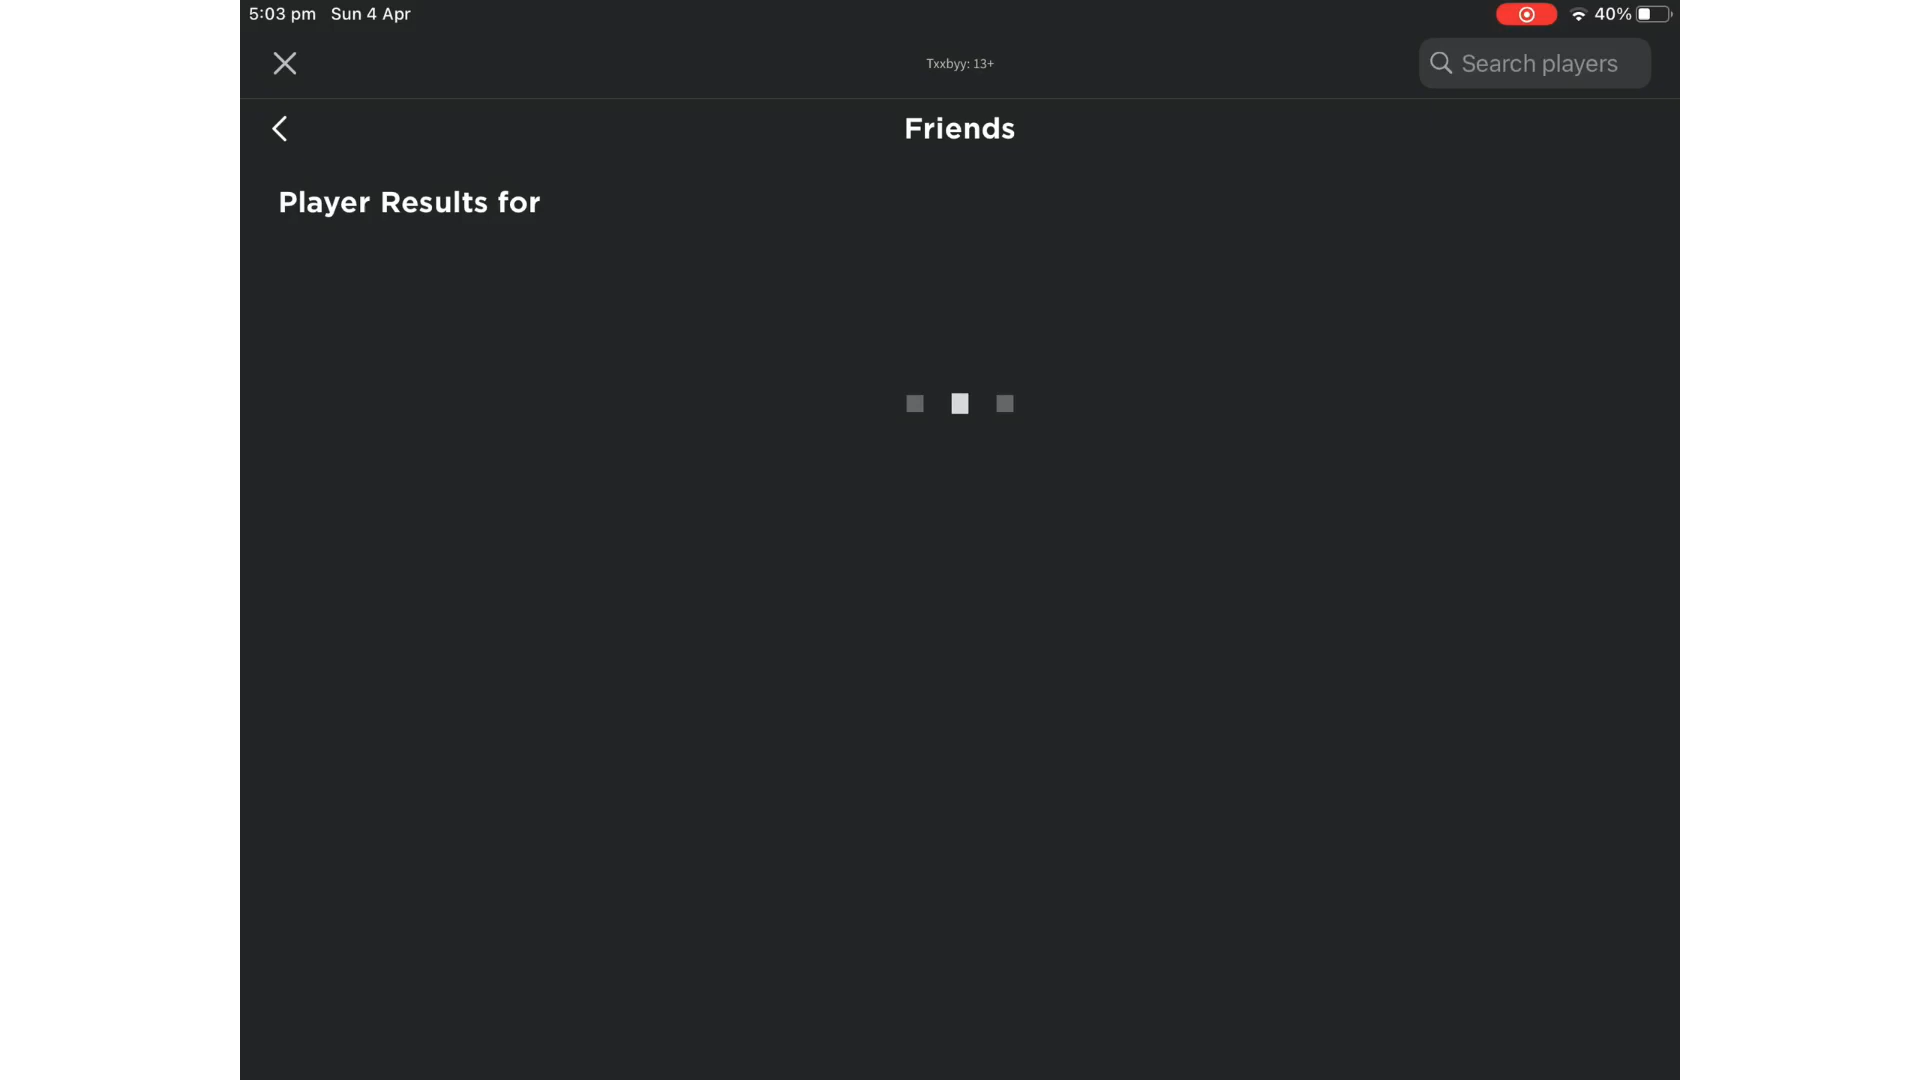 5:03 pm Sun 4 Apr 40%
Txxbyy: 13+
Search players
Friends
Player Results for